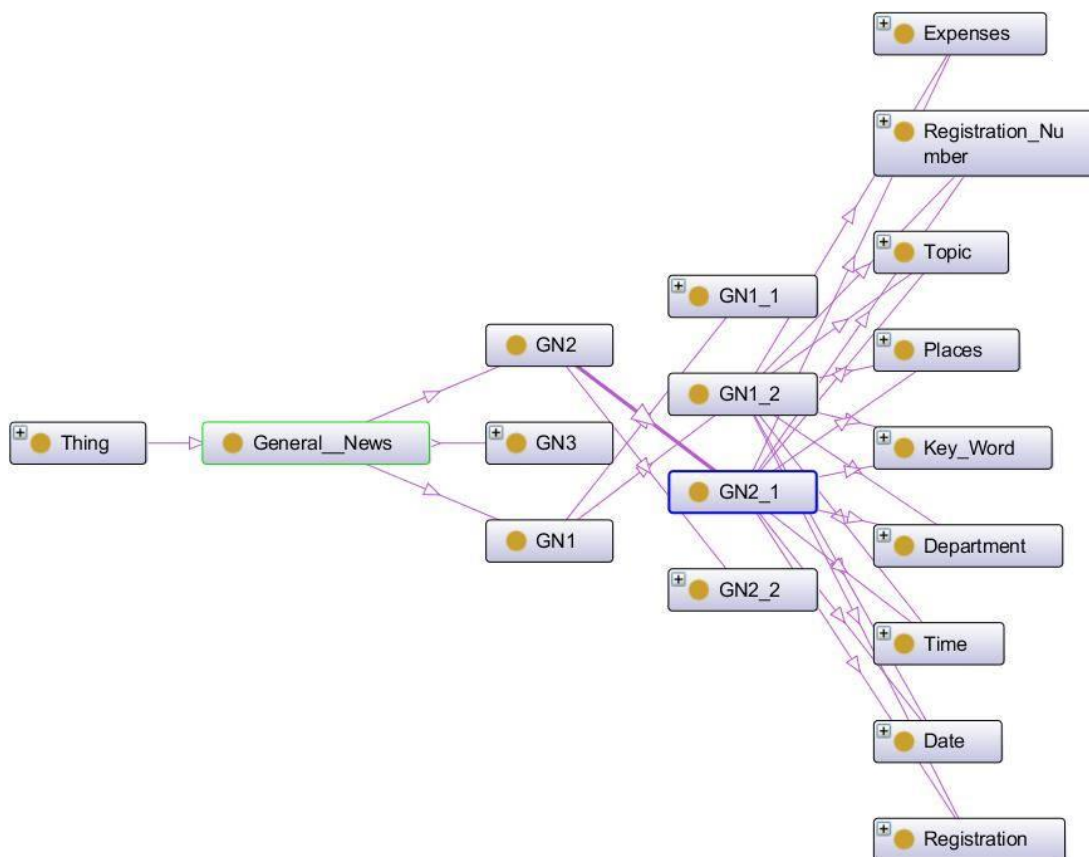 Thing
General__News
GN2
GN3
GN1
GN1_1
GN1_2
GN2_1
GN2_2
Expenses
Registration_Nu
mber
Topic
Places
Key_Word
Department
Time
Date
Registration